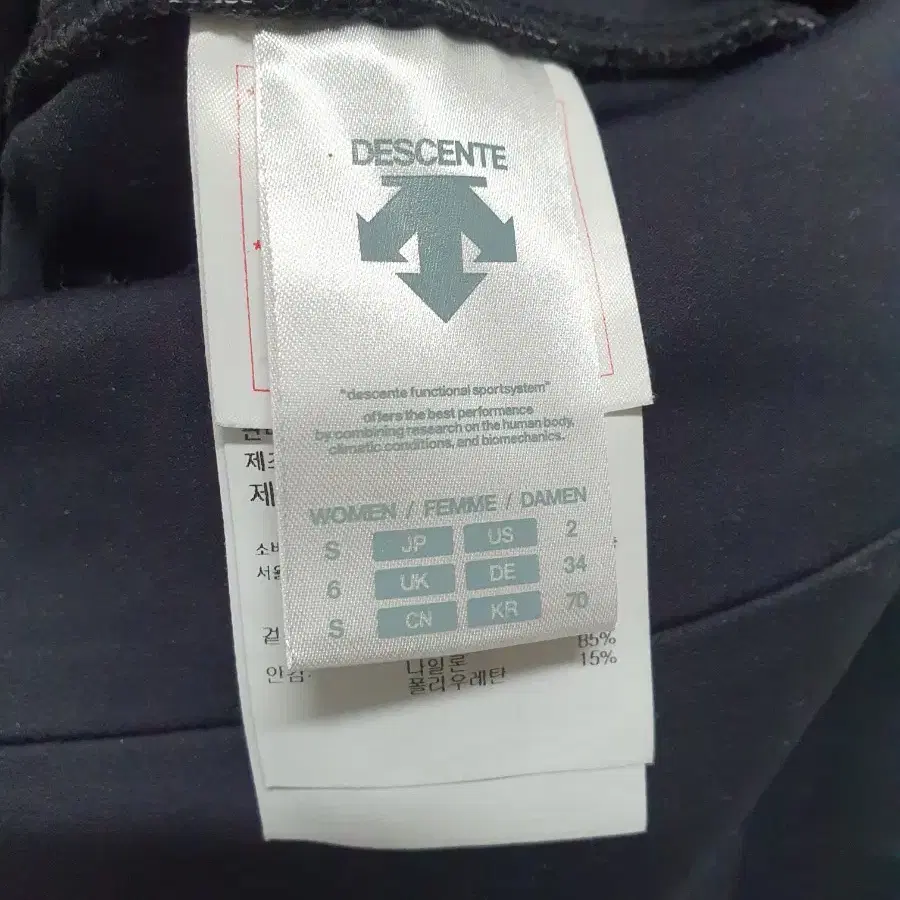 DESCENTE
"descente functional sportsystem"
offers the best performance
by combining research on the human body,
climatic conditions, and biomechanics.
WOMEN / FEMME / DAMEN
S JP US 2
6 UK DE 34
S CN KR 70
제
85%
안감: 나일론 15%
폴리우레탄